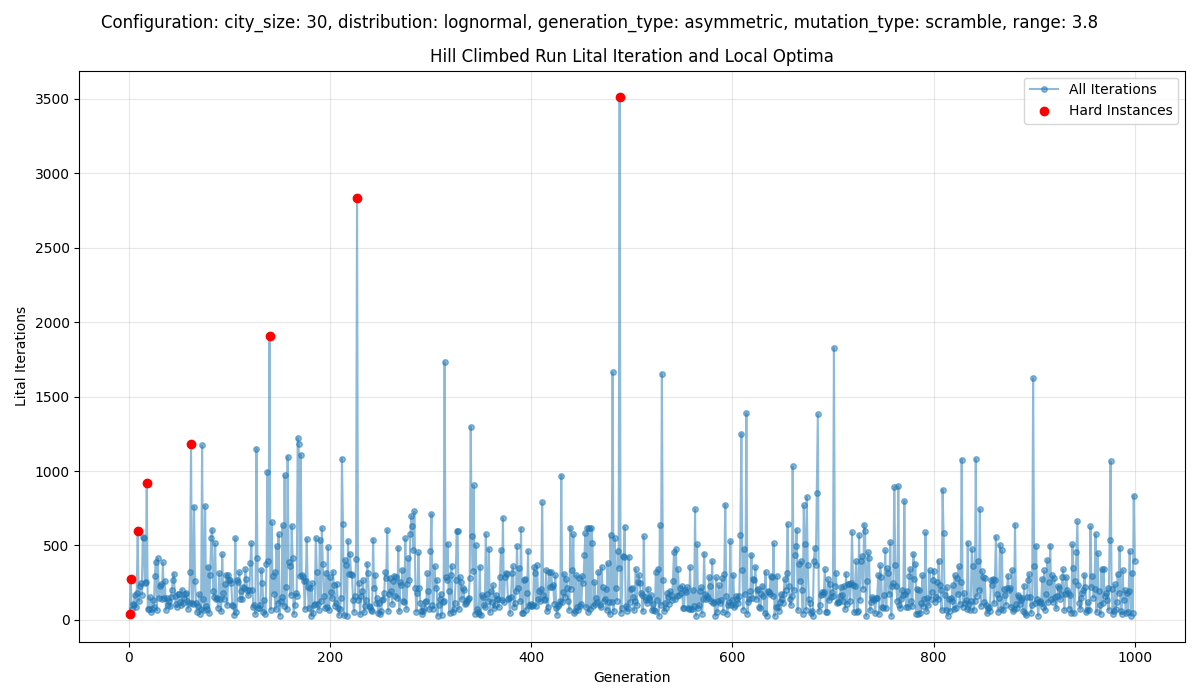 Configuration: city_size: 30, distribution: lognormal, generation_type: asymmetric, mutation_type: scramble, range: 3.8
Hill Climbed Run Lital Iteration and Local Optima
All Iterations
Hard Instances
Lital Iterations
3500
3000
2500
2000
1500
1000
500
0
0 200 400 600 800 1000
Generation